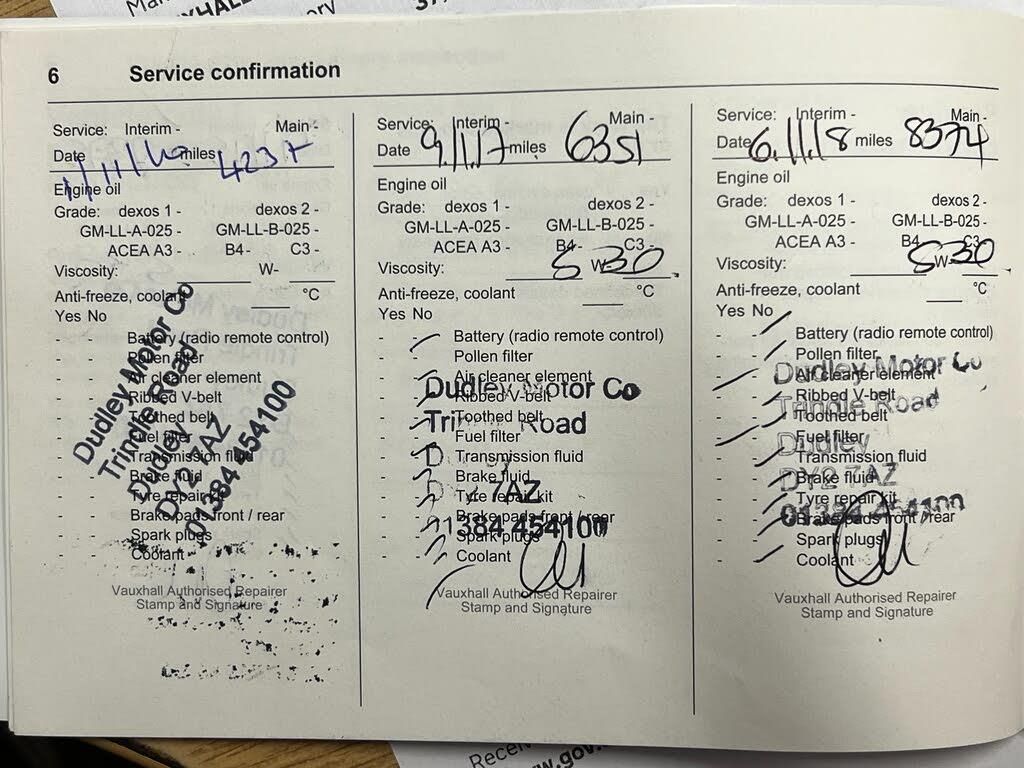 VHALL
ory
37
6 Service confirmation
Service: Interim - Main -
Date miles 4237
Engine oil
Grade: dexos 1 - dexos 2 -
GM-LL-A-025 - GM-LL-B-025 -
ACEA A3 - B4 - C3 -
Viscosity: W-
Anti-freeze, coolant °C
Yes No
- - Battery (radio remote control)
- - Pollen filter
- - Air cleaner element
- - Ribbed V-belt
- - Toothed belt
- - Fuel filter
- - Transmission fluid
- - Brake fluid
- - Tyre repair kit
- - Brake pads front / rear
- - Spark plugs
- - Coolant
Dudley Motor Co
Trindle Road
Dudley
DY2 7AZ
01384 454100
Vauxhall Authorised Repairer
Stamp and Signature
Service: Interim - Main -
Date 9.11.17 miles 6351
Engine oil
Grade: dexos 1 - dexos 2 -
GM-LL-A-025 - GM-LL-B-025 -
ACEA A3 - B4 - C3 -
Viscosity: 5 W-30
Anti-freeze, coolant °C
Yes No
- - Battery (radio remote control)
- - Pollen filter
- - Air cleaner element
- - Ribbed V-belt
- - Toothed belt
- - Fuel filter
- - Transmission fluid
- - Brake fluid
- - Tyre repair kit
- - Brake pads front / rear
- - Spark plugs
- - Coolant
Dudley Motor Co
Trindle Road
D
DY2 7AZ
01384 454100
Vauxhall Authorised Repairer
Stamp and Signature
Service: Interim - Main -
Date 6.11.18 miles 8374
Engine oil
Grade: dexos 1 - dexos 2 -
GM-LL-A-025 - GM-LL-B-025 -
ACEA A3 - B4 - C3 -
Viscosity: 5 W-30
Anti-freeze, coolant °C
Yes No
- - Battery (radio remote control)
- - Pollen filter
- - Air cleaner element
- - Ribbed V-belt
- - Toothed belt
- - Fuel filter
- - Transmission fluid
- - Brake fluid
- - Tyre repair kit
- - Brake pads front / rear
- - Spark plugs
- - Coolant
Dudley Motor Co
Trindle Road
Dudley
DY2 7AZ
01384 454100
Vauxhall Authorised Repairer
Stamp and Signature
Recei
w.gov.